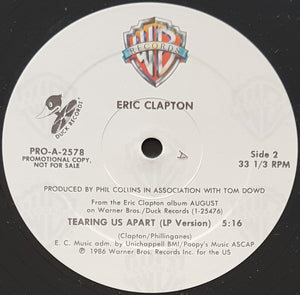 WB
RECORDS
ERIC CLAPTON
DUCK RECORDS
PRO-A-2578
PROMOTIONAL COPY.
NOT FOR SALE
A
Side 2
33 1/3 RPM
PRODUCED BY PHIL COLLINS IN ASSOCIATION WITH TOM DOWD
From the Eric Clapton album AUGUST
on Warner Bros./Duck Records (1-25476)
TEARING US APART (LP Version) 5:16
(Clapton/Phillinganes)
E. C. Music adm. by Unichappell BMI/Poopy's Music ASCAP
℗ 1986 Warner Bros. Records Inc. for the US